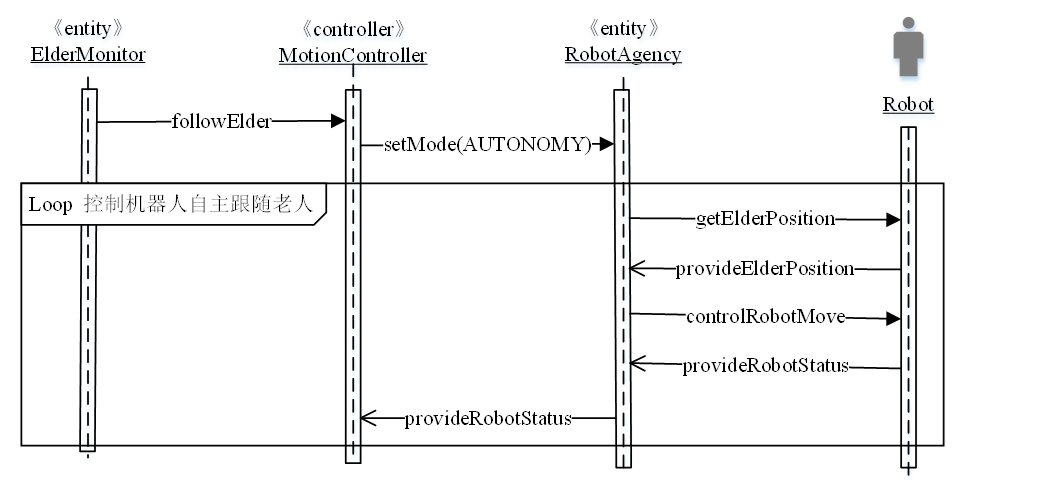 《entity》
ElderMonitor
《controller》
MotionController
《entity》
RobotAgency
Robot
followElder
setMode(AUTONOMY)
Loop 控制机器人自主跟随老人
getElderPosition
provideElderPosition
controlRobotMove
provideRobotStatus
provideRobotStatus